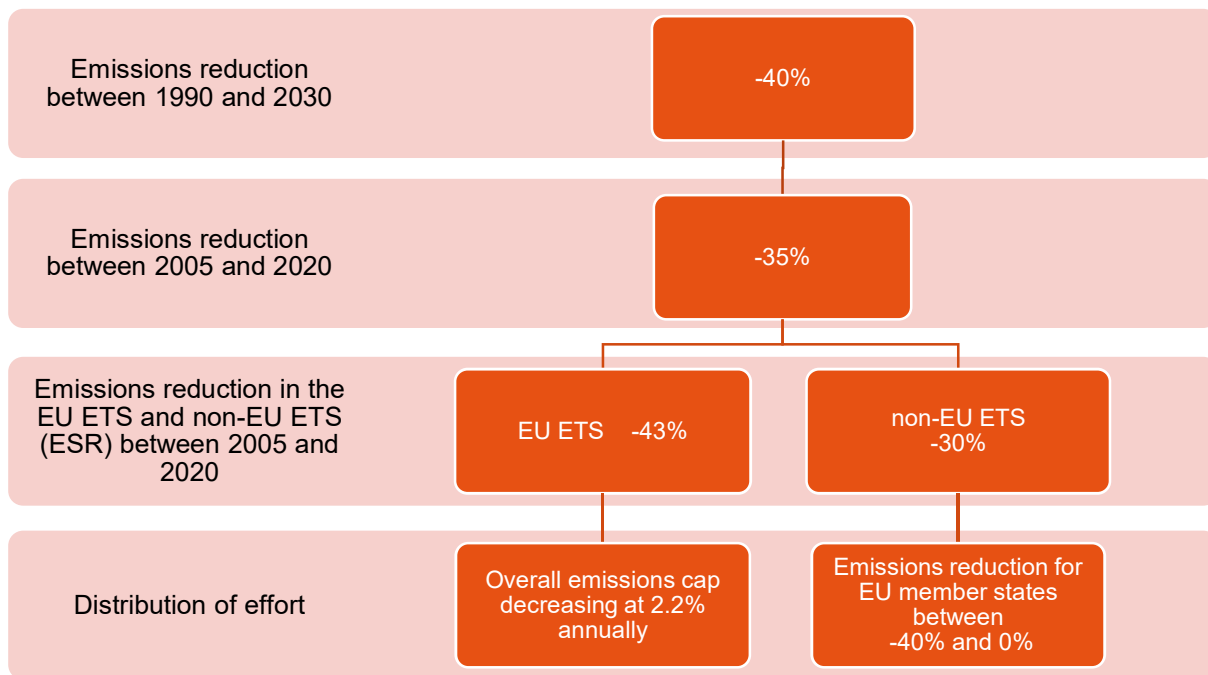 Emissions reduction
between 1990 and 2030
-40%
Emissions reduction
between 2005 and 2020
-35%
Emissions reduction in the
EU ETS and non-EU ETS
(ESR) between 2005 and
2020
EU ETS -43%
non-EU ETS
-30%
Distribution of effort
Overall emissions cap
decreasing at 2.2%
annually
Emissions reduction for
EU member states
between
-40% and 0%